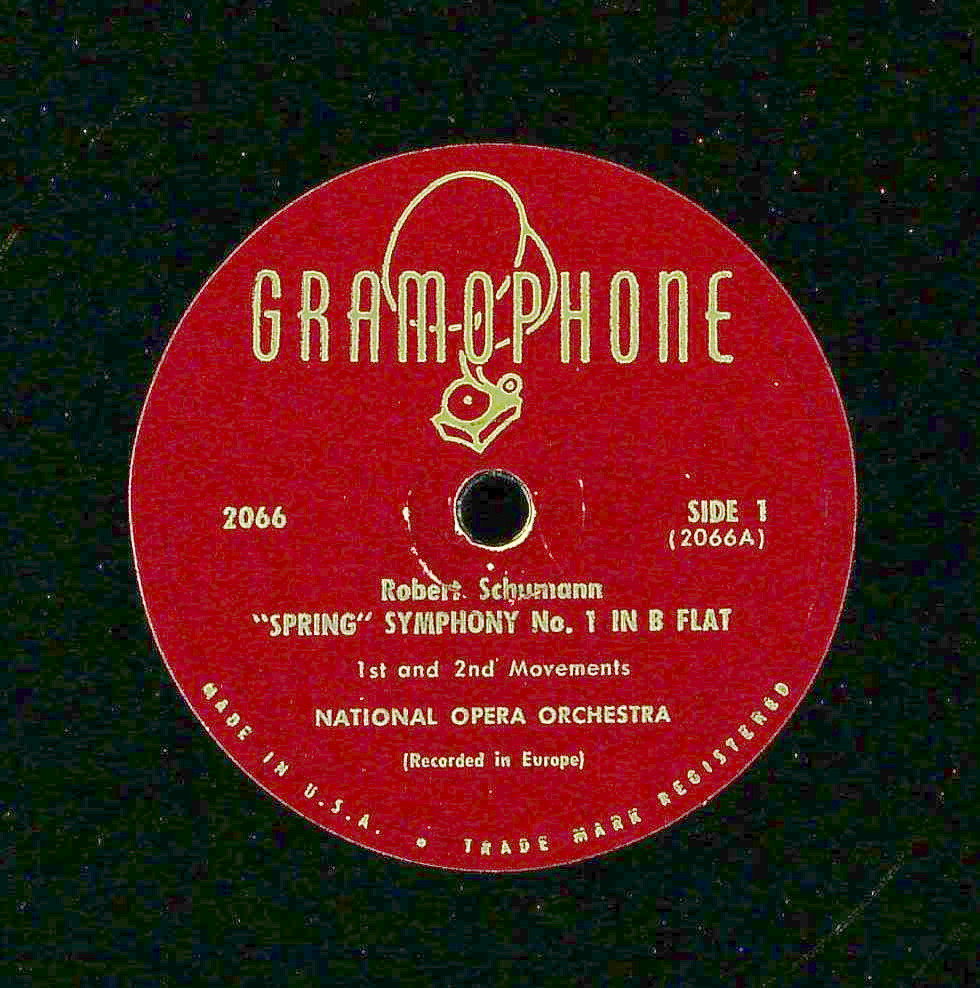 GRAMOPHONE
2066
SIDE 1
(2066A)
Robert Schumann
"SPRING" SYMPHONY No. 1 IN B FLAT
1st and 2nd Movements
NATIONAL OPERA ORCHESTRA
(Recorded in Europe)
MADE IN U.S.A. • TRADE MARK REGISTERED